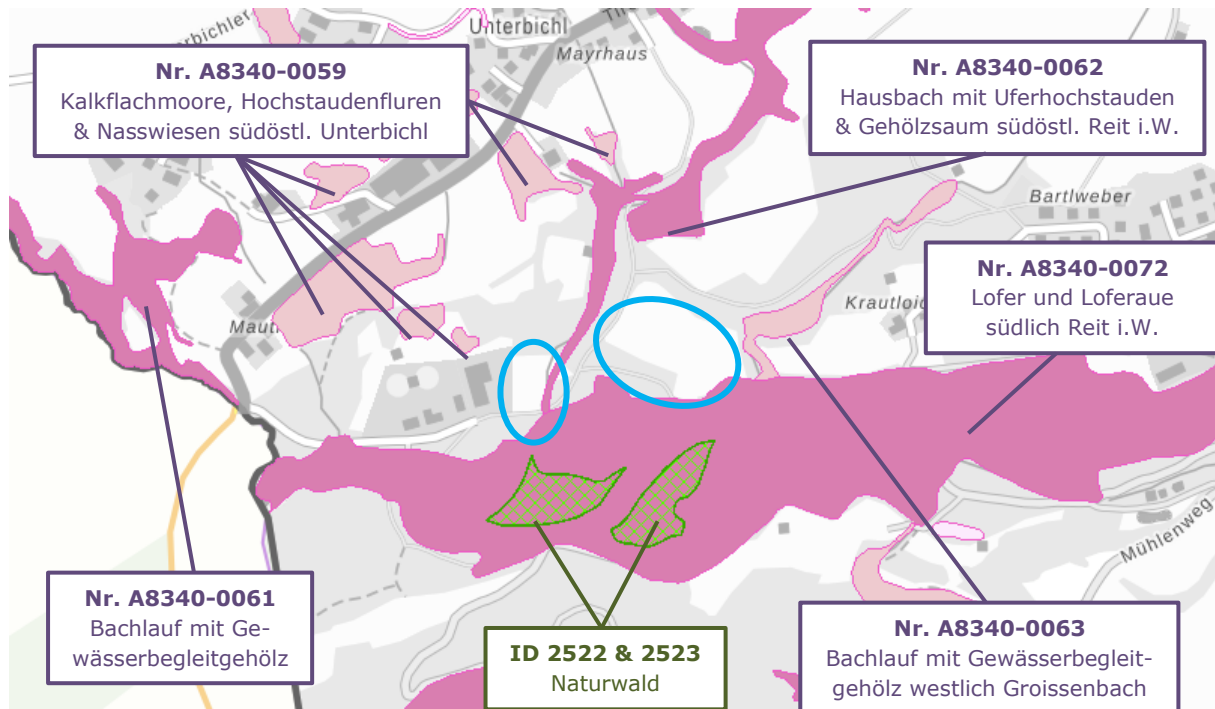 Unterbichl
Mayrhaus
Nr. A8340-0059
Kalkflachmoore, Hochstaudenfluren
& Nasswiesen südöstl. Unterbichl
Nr. A8340-0062
Hausbach mit Uferhochstauden
& Gehölzsaum südöstl. Reit i.W.
Bartlweber
Nr. A8340-0072
Lofer und Loferaue
südlich Reit i.W.
Krautloid
Maut
Mühlenweg
Nr. A8340-0061
Bachlauf mit Ge-
wässerbegleitgehölz
ID 2522 & 2523
Naturwald
Nr. A8340-0063
Bachlauf mit Gewässerbegleit-
gehölz westlich Groissenbach